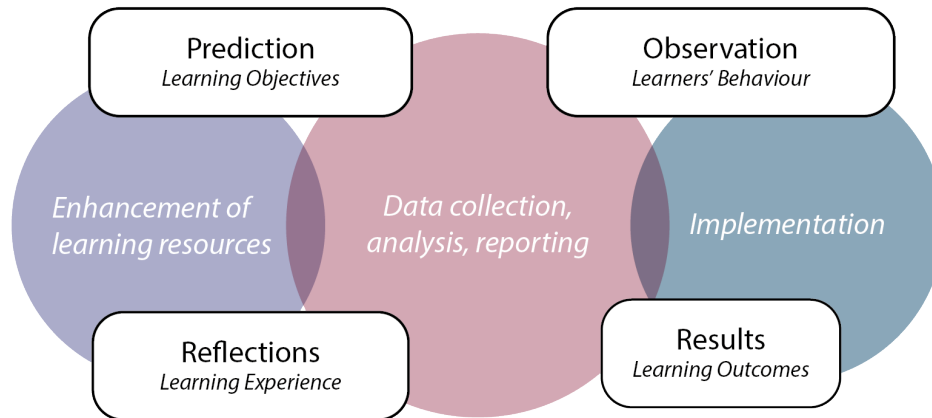 Prediction
Learning Objectives
Observation
Learners' Behaviour
Enhancement of
learning resources
Data collection,
analysis, reporting
Implementation
Reflections
Learning Experience
Results
Learning Outcomes